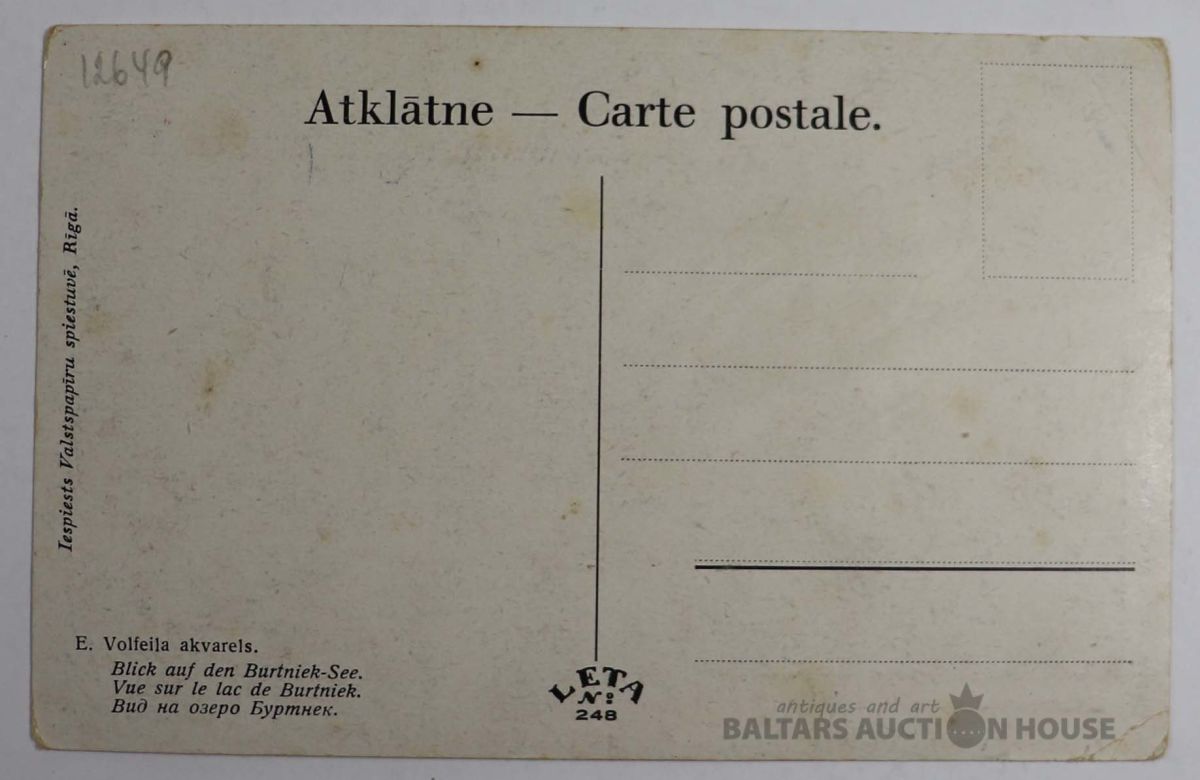 12649
Atklātne — Carte postale.
Iespiests Valstspapīru spiestuvē, Rīgā.
E. Volfeila akvarels.
Blick auf den Burtniek-See.
Vue sur le lac de Burtniek.
Вид на озеро Буртнек.
LETA
№
248
antiques and art
BALTARS AUCTION HOUSE